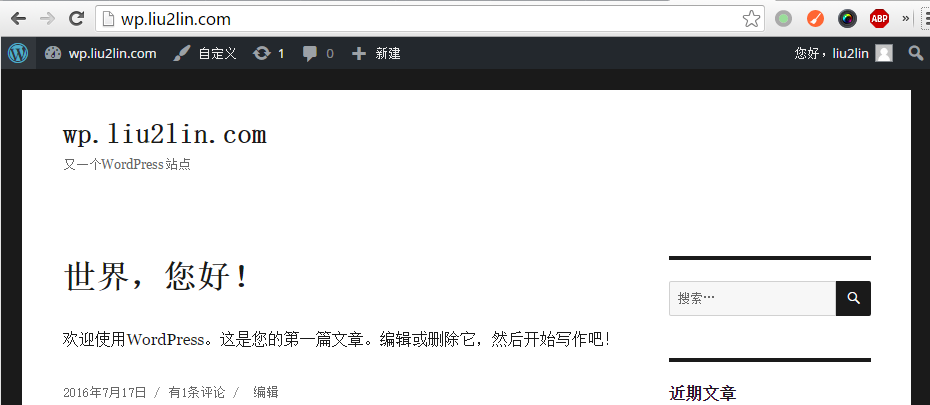 wp.liu2lin.com
ABP »
wp.liu2lin.com 自定义 1 0 新建 您好，liu2lin
wp.liu2lin.com
又一个WordPress站点
世界，您好！
搜索…
欢迎使用WordPress。这是您的第一篇文章。编辑或删除它，然后开始写作吧！
2016年7月17日 / 有1条评论 / 编辑
近期文章